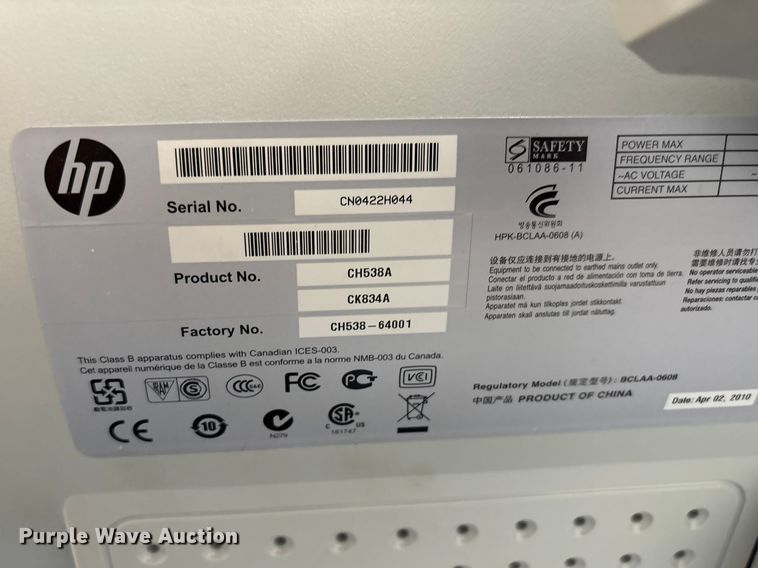 hp
Serial No. CN0422H044
Product No. CH538A
CK834A
Factory No. CH538-64001
This Class B apparatus complies with Canadian ICES-003.
Cet appareil numérique de la Classe B est conforme a la norme NMB-003 du Canada.
FC
VCI
CE
10
N279
C US
181747
S SAFETY
MARK
061086-11
방송통신위원회
HPK-BCLAA-0608 (A)
设备仅应连接到有接地的电源上。
Equipment to be connected to earthed mains outlet only.
Conectar el producto a red de alimentación con toma de tierra.
Laite on liitettävä suojamaadoituskoskettimilla varustattuun
pistorasiaan.
Apparatet må kun tilkoples jordet stikkontakt.
Apparaten skall anslutas till jordat nätuttag.
POWER MAX
FREQUENCY RANGE
~AC VOLTAGE ~
CURRENT MAX
非维修人员请勿打
需要维修时请找专
No operator serviceable
Refer servicing to qualifi
No hay piezas reparables
Reparaciones: contactar c
autorizado.
Regulatory Model (规定型号): BCLAA-0608
中国产品 PRODUCT OF CHINA
Date: Apr 02, 2010
Purple Wave Auction